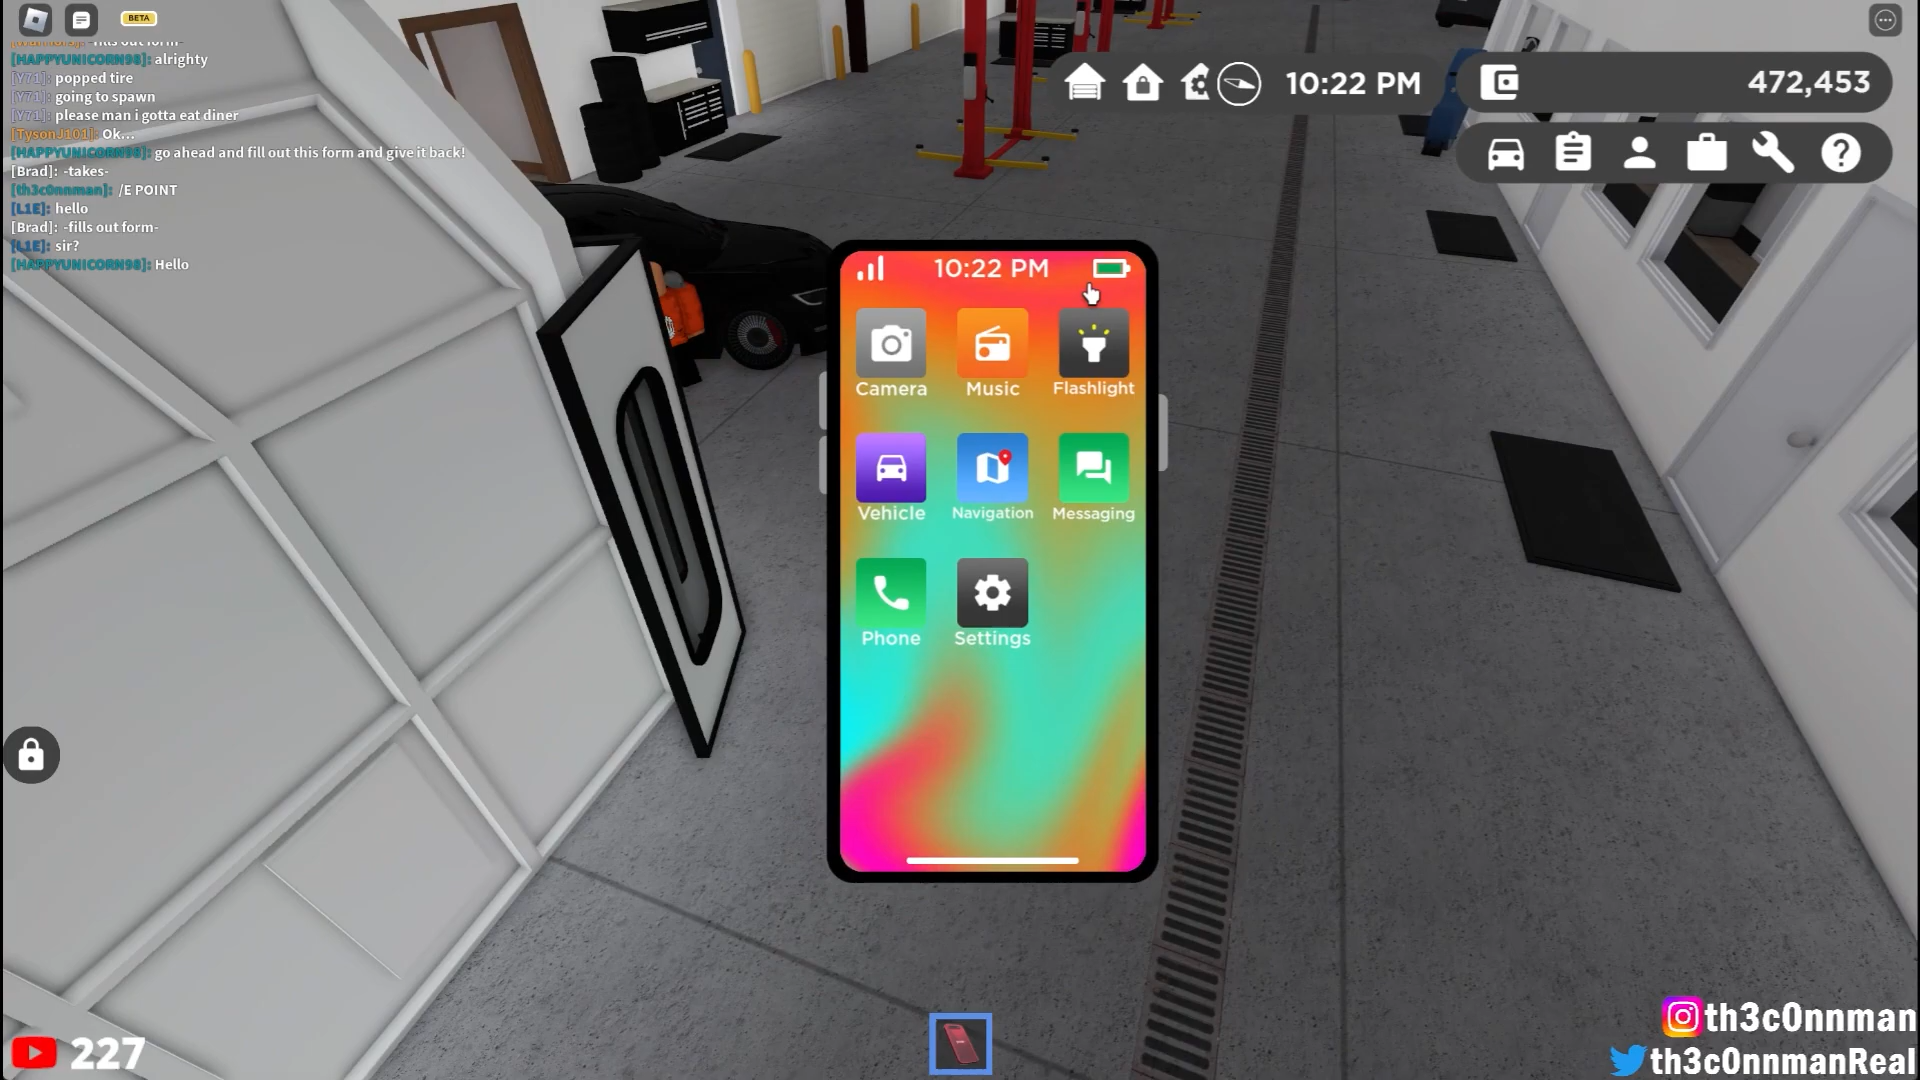 BETA
-fills out form-
[HAPPYUNICORN98]: alrighty
[Y71]: popped tire
[Y71]: going to spawn
[Y71]: please man i gotta eat diner
[TysonJ101]: Ok...
[HAPPYUNICORN98]: go ahead and fill out this form and give it back!
[Brad]: -takes-
[th3c0nnman]: /E POINT
[L1E]: hello
[Brad]: -fills out form-
[L1E]: sir?
[HAPPYUNICORN98]: Hello
10:22 PM
472,453
10:22 PM
Camera
Music
Flashlight
Vehicle
Navigation
Messaging
Phone
Settings
227
th3c0nnman
th3c0nnmanReal